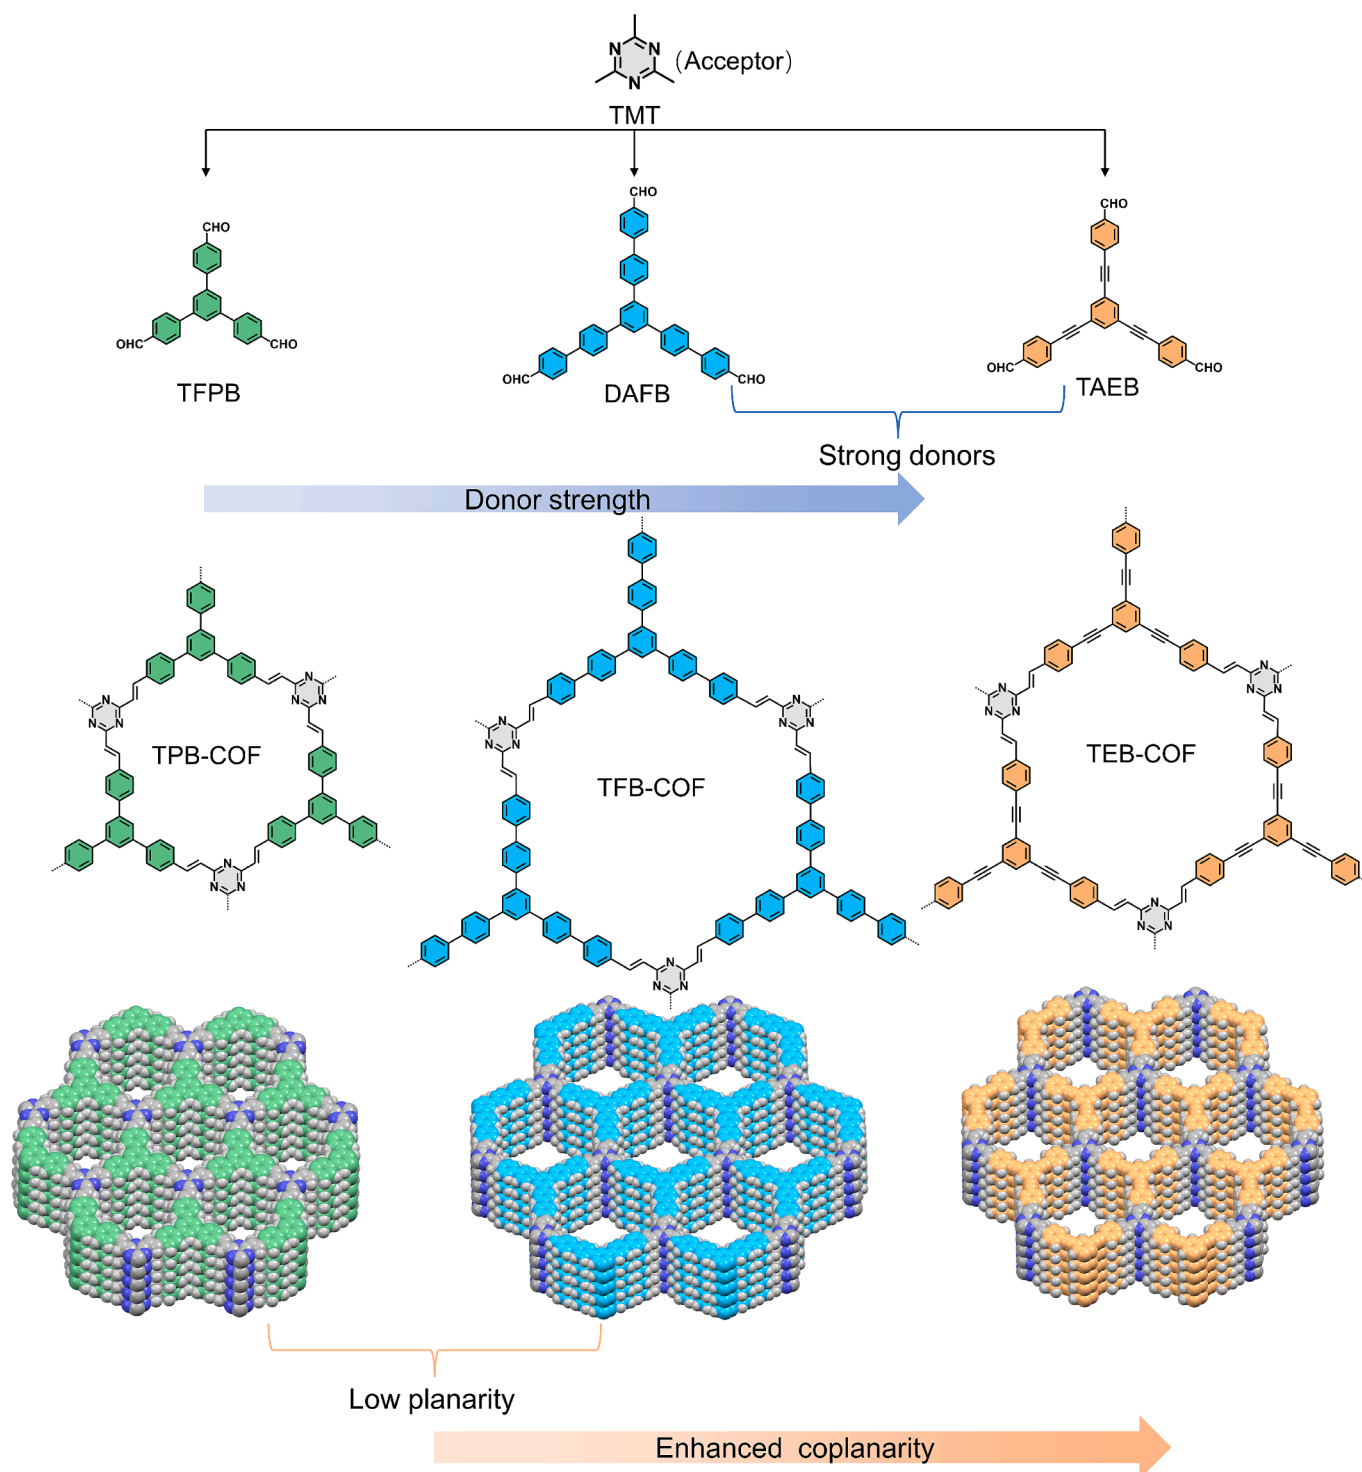 N N
N
(Acceptor)
TMT
CHO
OHC
CHO
TFPB
CHO
OHC
CHO
DAFB
CHO
OHC
CHO
TAEB
Strong donors
Donor strength
N
N N
N
N N
TPB-COF
N
N N
N
N N
N
N N
TFB-COF
N
N N
N
N N
N
N N
TEB-COF
N
N N
Low planarity
Enhanced coplanarity